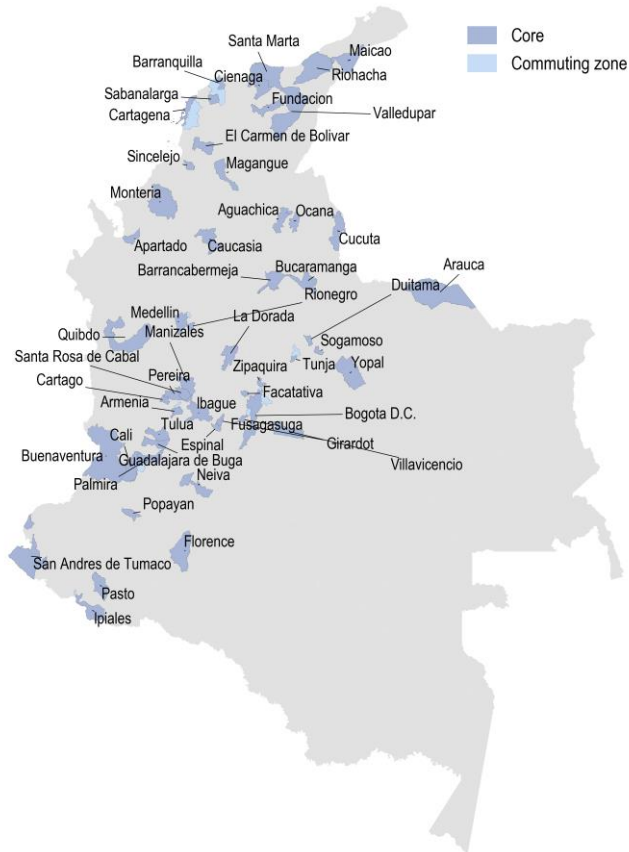 Santa Marta
Maicao
Core
Barranquilla
Cienaga
Riohacha
Commuting zone
Sabanalarga
Fundacion
Cartagena
Valledupar
El Carmen de Bolivar
Sincelejo
Magangue
Monteria
Aguachica
Ocana
Apartado
Caucasia
Cucuta
Barrancabermeja
Bucaramanga
Arauca
Rionegro
Duitama
Medellin
La Dorada
Quibdo
Manizales
Sogamoso
Santa Rosa de Cabal
Zipaquira
Tunja
Yopal
Cartago
Pereira
Facatativa
Armenia
Ibague
Bogota D.C.
Tulua
Fusagasuga
Cali
Espinal
Girardot
Buenaventura
Guadalajara de Buga
Villavicencio
Palmira
Neiva
Popayan
Florence
San Andres de Tumaco
Pasto
Ipiales